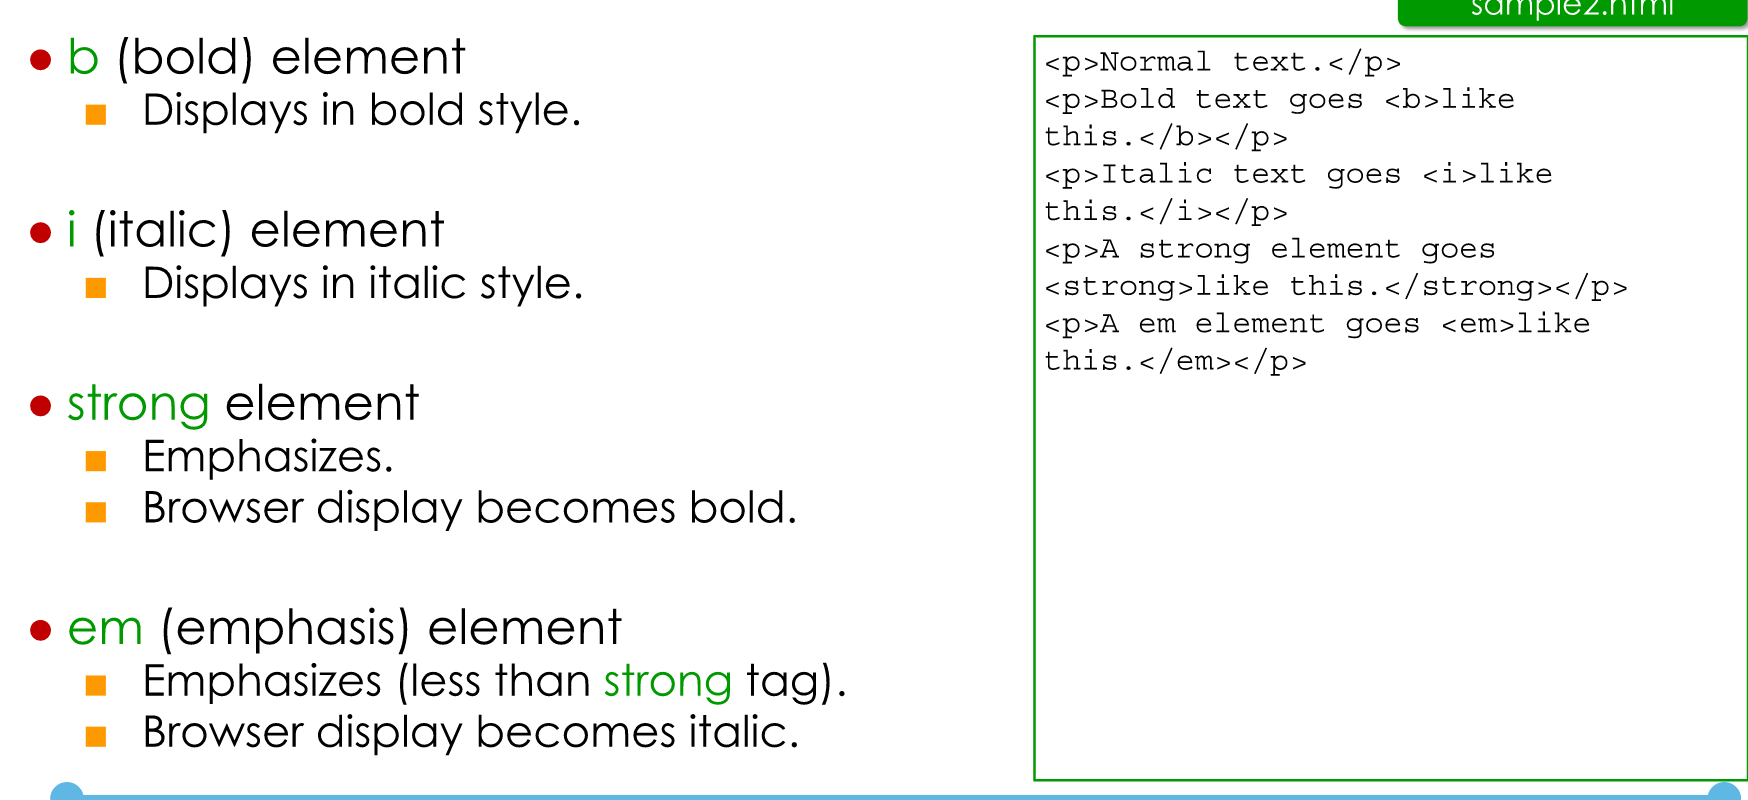 sample2.html
b (bold) element
Displays in bold style.
i (italic) element
Displays in italic style.
strong element
Emphasizes.
Browser display becomes bold.
em (emphasis) element
Emphasizes (less than strong tag).
Browser display becomes italic.
<p>Normal text.</p>
<p>Bold text goes <b>like
this.</b></p>
<p>Italic text goes <i>like
this.</i></p>
<p>A strong element goes
<strong>like this.</strong></p>
<p>A em element goes <em>like
this.</em></p>